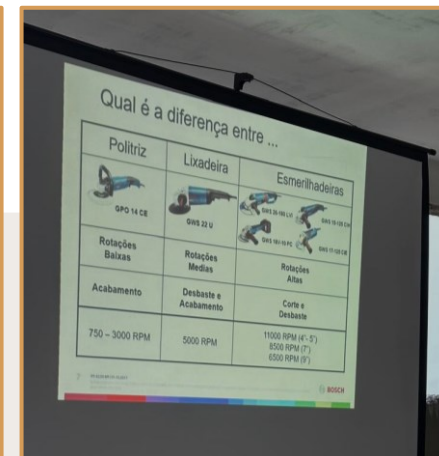 Qual é a diferença entre ...
Politriz
Lixadeira
Esmerilhadeiras
GPO 14 CE
GWS 22 U
Rotações
Baixas
Rotações
Medias
Rotações
Altas
Acabamento
Desbaste e
Acabamento
Corte e
Desbaste
750 – 3000 RPM
5000 RPM
11000 RPM (4"- 5")
8500 RPM (7")
6500 RPM (9")
7
BOSCH